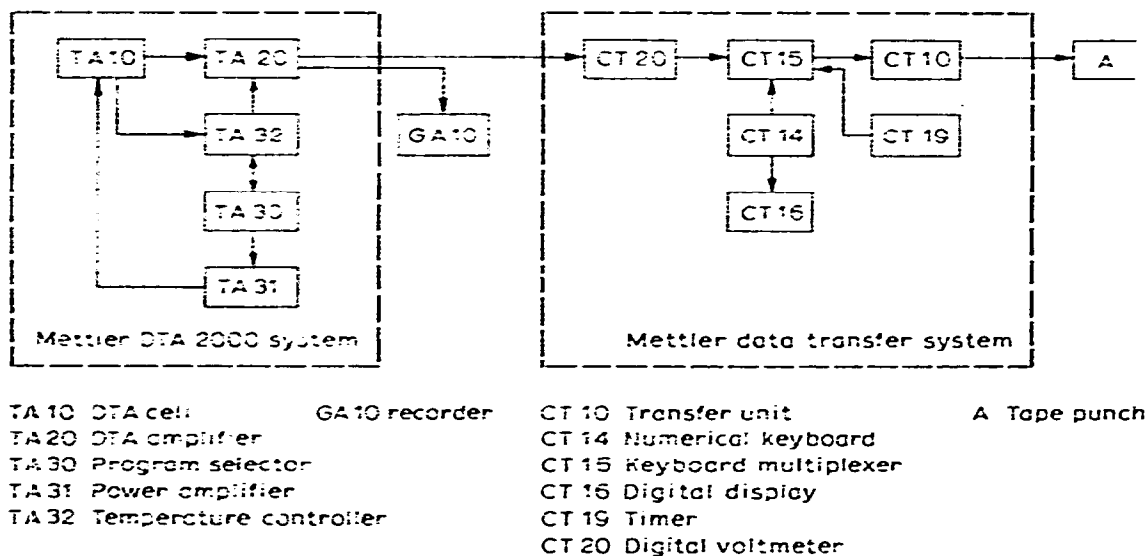 TA 10 TA 20 CT 20 CT 15 CT 10 A
TA 32 GA 10 CT 14 CT 19
TA 30 CT 16
TA 31
Mettler DTA 2000 system Mettler data transfer system
TA 10 DTA cell GA 10 recorder CT 10 Transfer unit A Tape punch
TA 20 DTA amplifier CT 14 Numerical keyboard
TA 30 Program selector CT 15 Keyboard multiplexer
TA 31 Power amplifier CT 16 Digital display
TA 32 Temperature controller CT 19 Timer
CT 20 Digital voltmeter